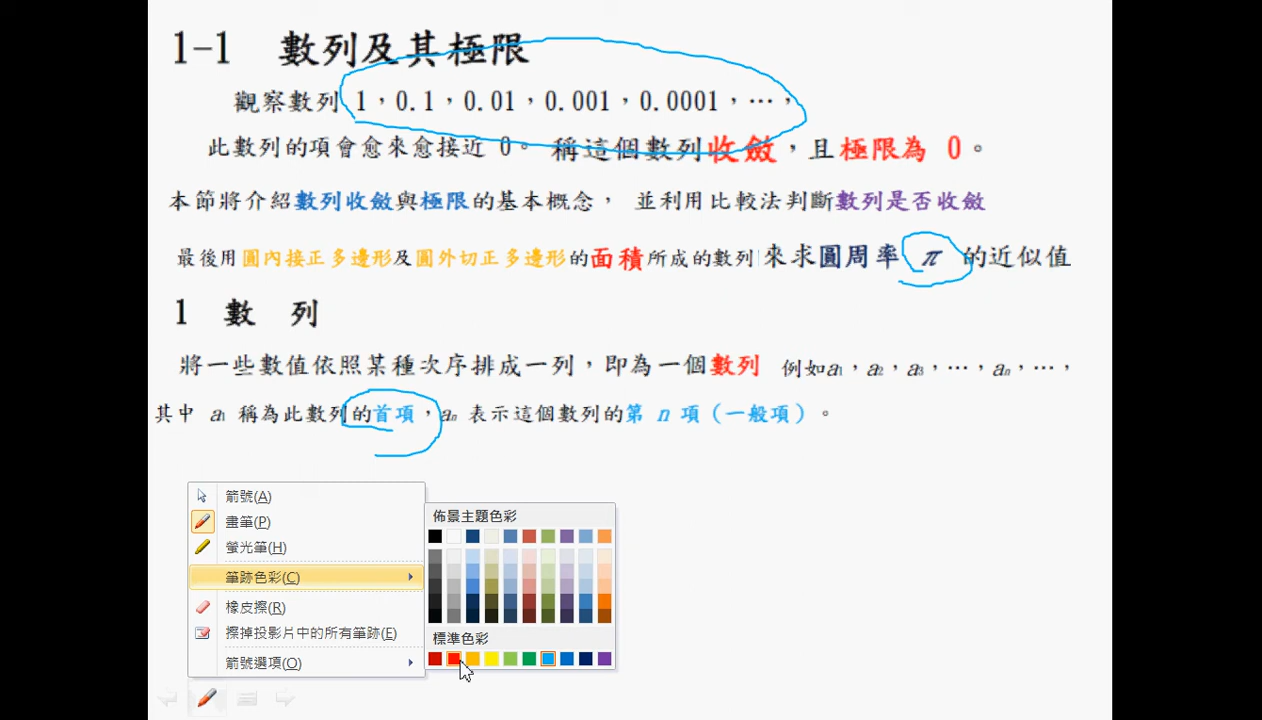 1-1 數列及其極限
觀察數列 1，0.1，0.01，0.001，0.0001，⋯，
此數列的項會愈來愈接近 0。 稱這個數列收斂，且極限為 0。
本節將介紹數列收斂與極限的基本概念， 並利用比較法判斷數列是否收斂
最後用圓內接正多邊形及圓外切正多邊形的面積所成的數列來求圓周率 π 的近似值
1 數 列
將一些數值依照某種次序排成一列，即為一個數列 例如a₁，a₂，a₃，⋯，aₙ，⋯，
其中 a₁ 稱為此數列的首項，aₙ 表示這個數列的第 n 項（一般項）。
箭號(A)
畫筆(P)
螢光筆(H)
筆跡色彩(C)
橡皮擦(R)
擦掉投影片中的所有筆跡(E)
箭號選項(O)
佈景主題色彩
標準色彩